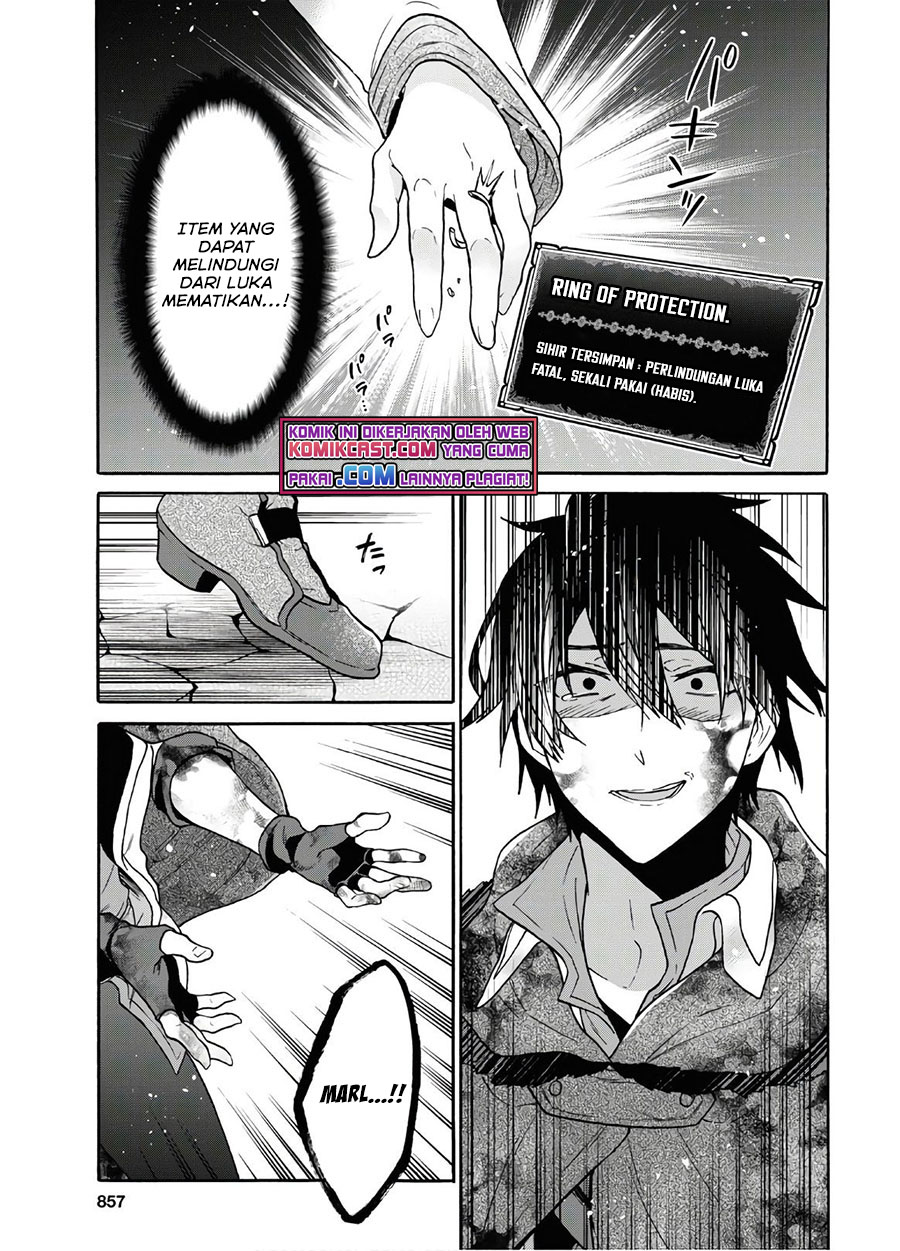 パキンッ
ITEM YANG
DAPAT
MELINDUNGI
DARI LUKA
MEMATIKAN...!
RING OF PROTECTION.
SIHIR TERSIMPAN : PERLINDUNGAN LUKA
FATAL, SEKALI PAKAI (HABIS).
パラパラ...
KOMIK INI DIKERJAKAN OLEH WEB
KOMIKCAST.COM YANG CUMA
PAKAI .COM LAINNYA PLAGIAT!
たっ
MARL...!!
857